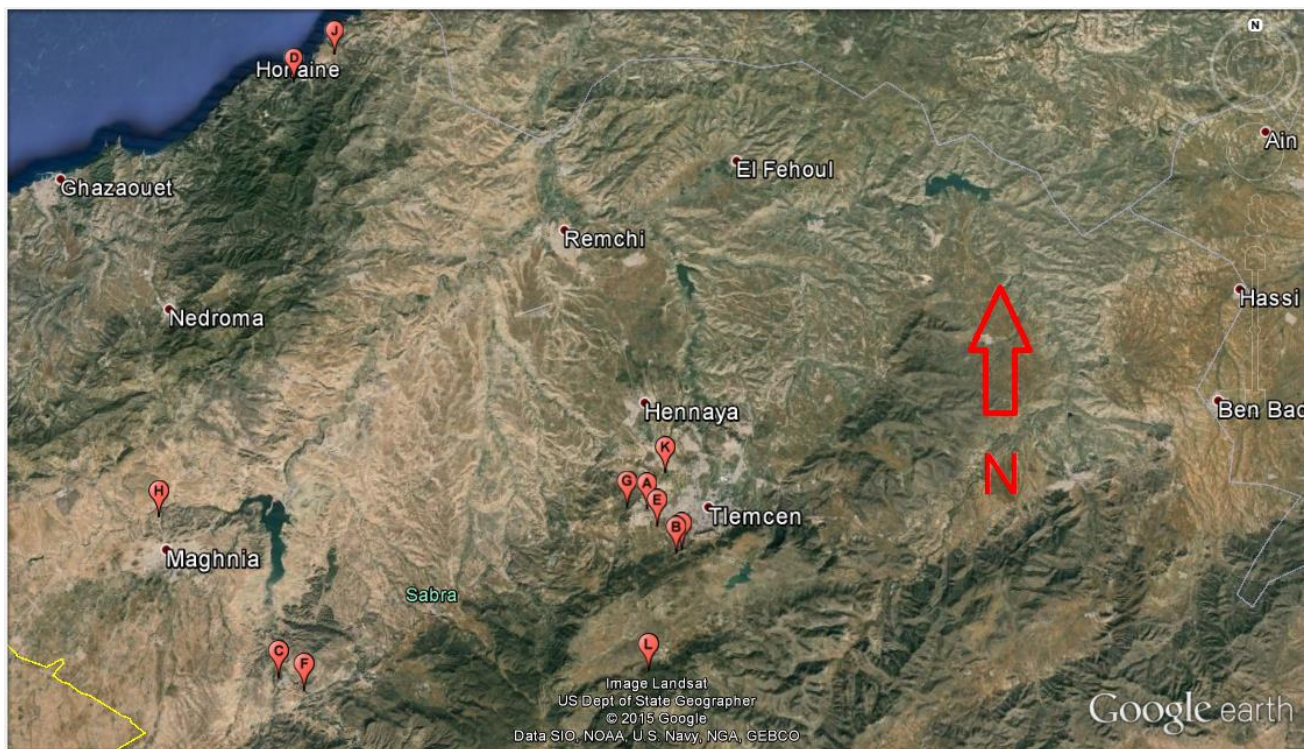 N
J
D
Honaine
Ain
El Fehoul
Ghazaouet
Remchi
Hassi
Nedroma
Hennaya
Ben Bad
K
N
G
A
H
E
Tlemcen
B
Maghnia
Sabra
C
L
F
Image Landsat
US Dept of State Geographer
© 2015 Google
Data SIO, NOAA, U.S. Navy, NGA, GEBCO
Google earth